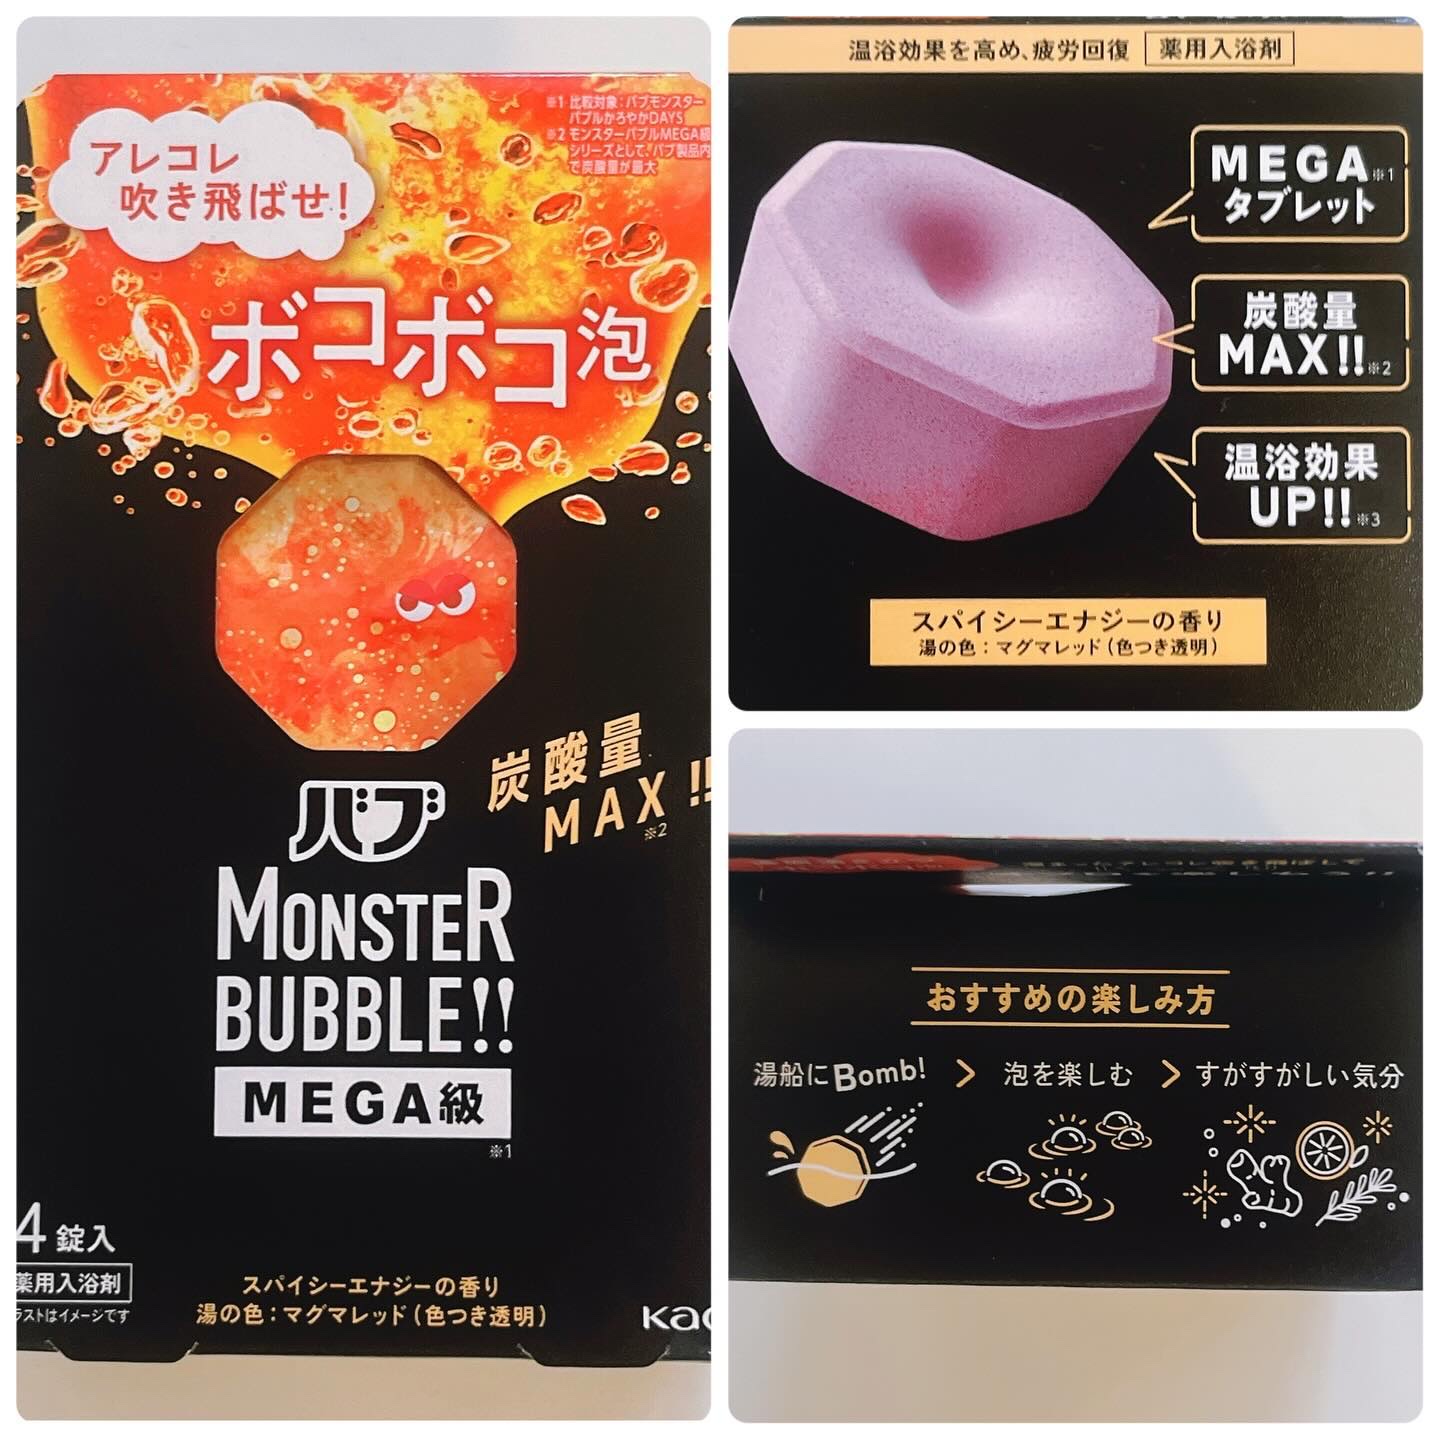 アレコレ
吹き飛ばせ!
※1 比較対象:バブモンスター
バブルかろやかDAYS
※2 モンスターバブルMEGA級
シリーズとして、バブ製品内
で炭酸量が最大
ボコボコ泡
炭酸量
MAX!!
※2
バブ
MONSTER
BUBBLE!!
MEGA級
※1
4錠入
薬用入浴剤
ラストはイメージです
スパイシーエナジーの香り
湯の色:マグマレッド(色つき透明)
Kao
温浴効果を高め、疲労回復 薬用入浴剤
MEGA※1
タブレット
炭酸量
MAX!!※2
温浴効果
UP!!※3
スパイシーエナジーの香り
湯の色:マグマレッド(色つき透明)
おすすめの楽しみ方
湯船にBomb! > 泡を楽しむ > すがすがしい気分